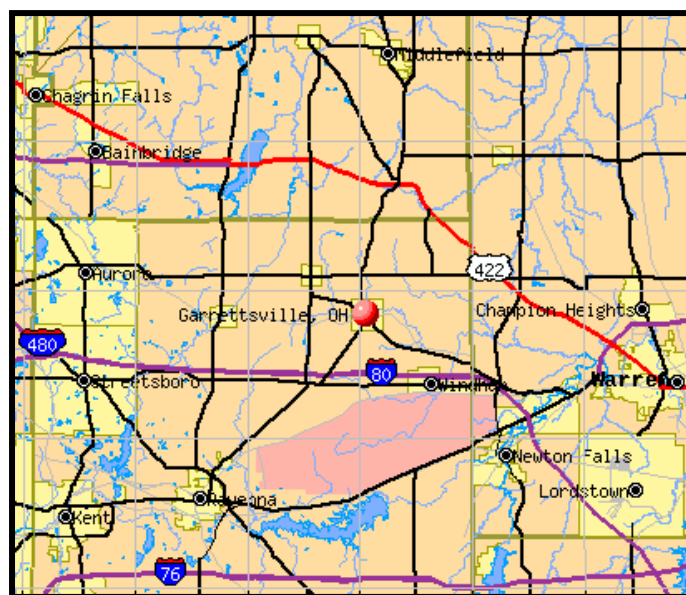 Middlefield
Chagrin Falls
Bainbridge
Aurora
422
Garrettsville, OH
Champion Heights
480
80
Streetsboro
Windham
Warren
Newton Falls
Lordstown
Ravenna
Kent
76